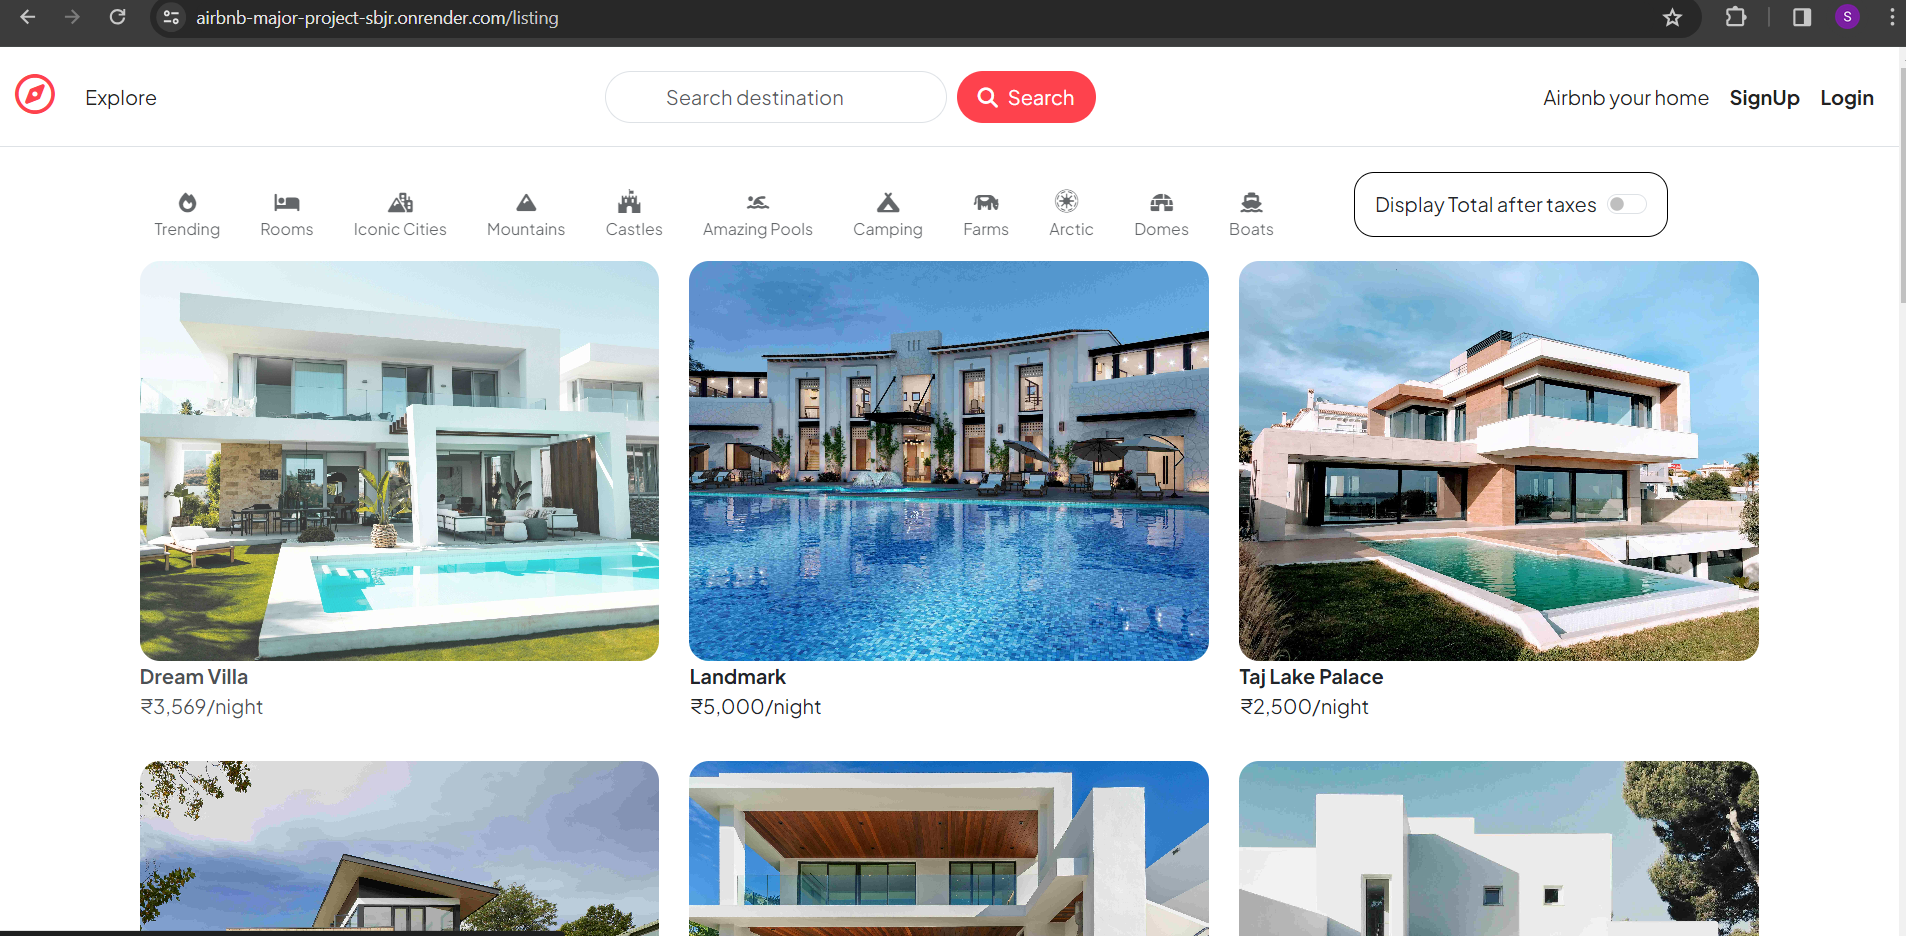 airbnb-major-project-sbjr.onrender.com/listing
S
Explore
Search destination
Search
Airbnb your home
SignUp
Login
Trending
Rooms
Iconic Cities
Mountains
Castles
Amazing Pools
Camping
Farms
Arctic
Domes
Boats
Display Total after taxes
Dream Villa
₹3,569/night
Landmark
₹5,000/night
Taj Lake Palace
₹2,500/night